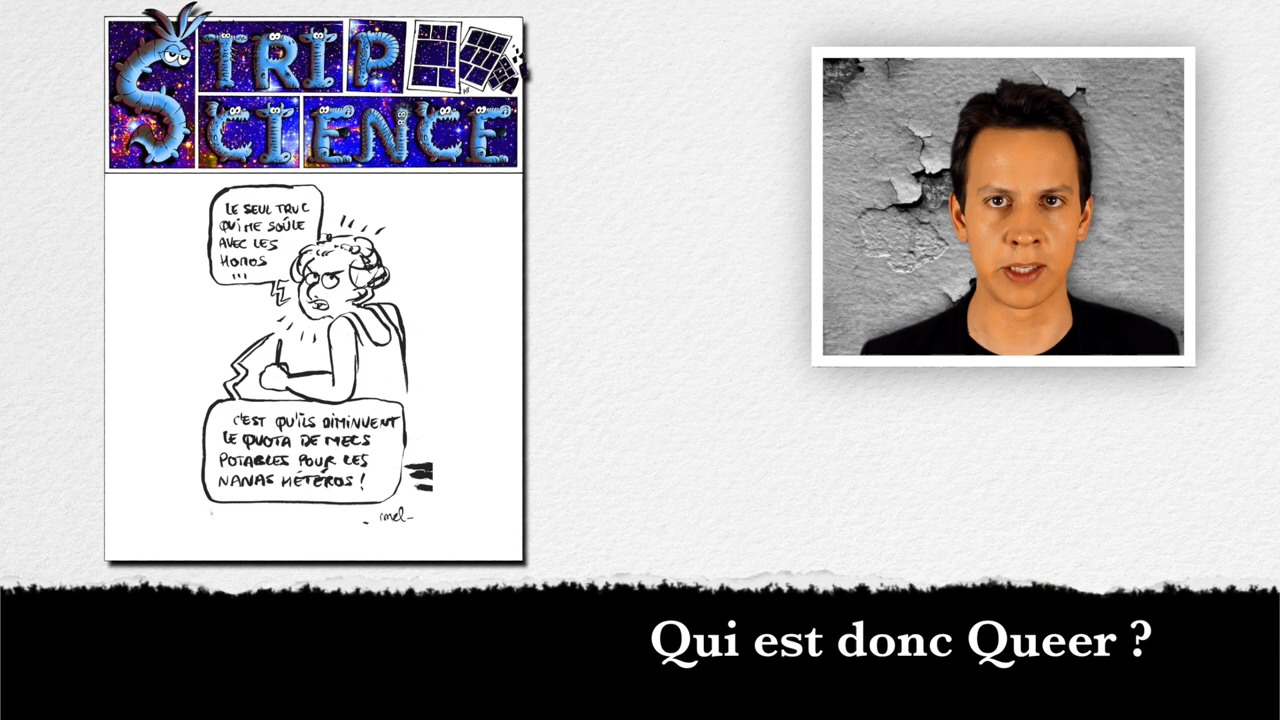 STRIP
SCIENCE
LE SEUL TRUC
QUI ME SOÛLE
AVEC LES
HOMOS
...
C'EST QU'ILS DIMINUENT
LE QUOTA DE MECS
POTABLES POUR LES
NANAS HÉTÉROS !
- mel -
Qui est donc Queer ?